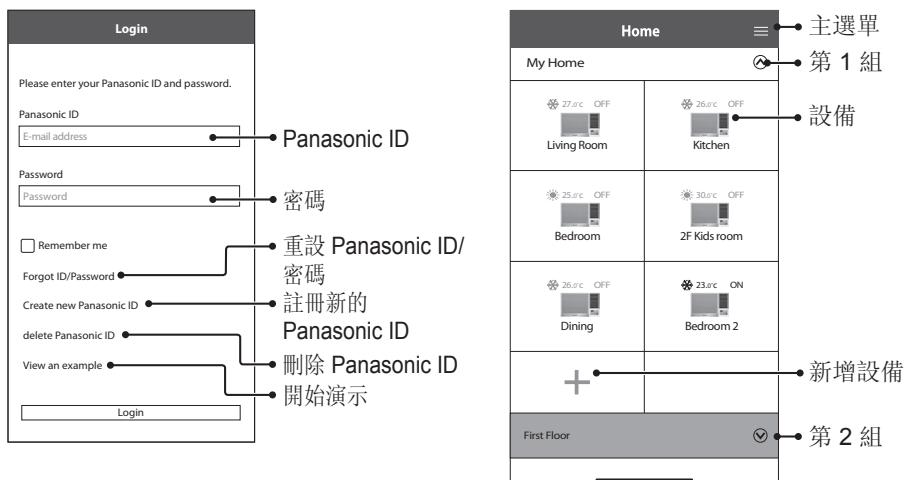 Login
Please enter your Panasonic ID and password.
Panasonic ID
E-mail address
Panasonic ID
Password
Password
密碼
Remember me
Forgot ID/Password
重設 Panasonic ID/
密碼
Create new Panasonic ID
註冊新的
Panasonic ID
delete Panasonic ID
刪除 Panasonic ID
View an example
開始演示
Login
Home
主選單
My Home
第 1 組
27.0°C OFF
Living Room
26.0°C OFF
Kitchen
設備
25.0°C OFF
Bedroom
30.0°C OFF
2F Kids room
26.0°C OFF
Dining
23.0°C ON
Bedroom 2
新增設備
First Floor
第 2 組